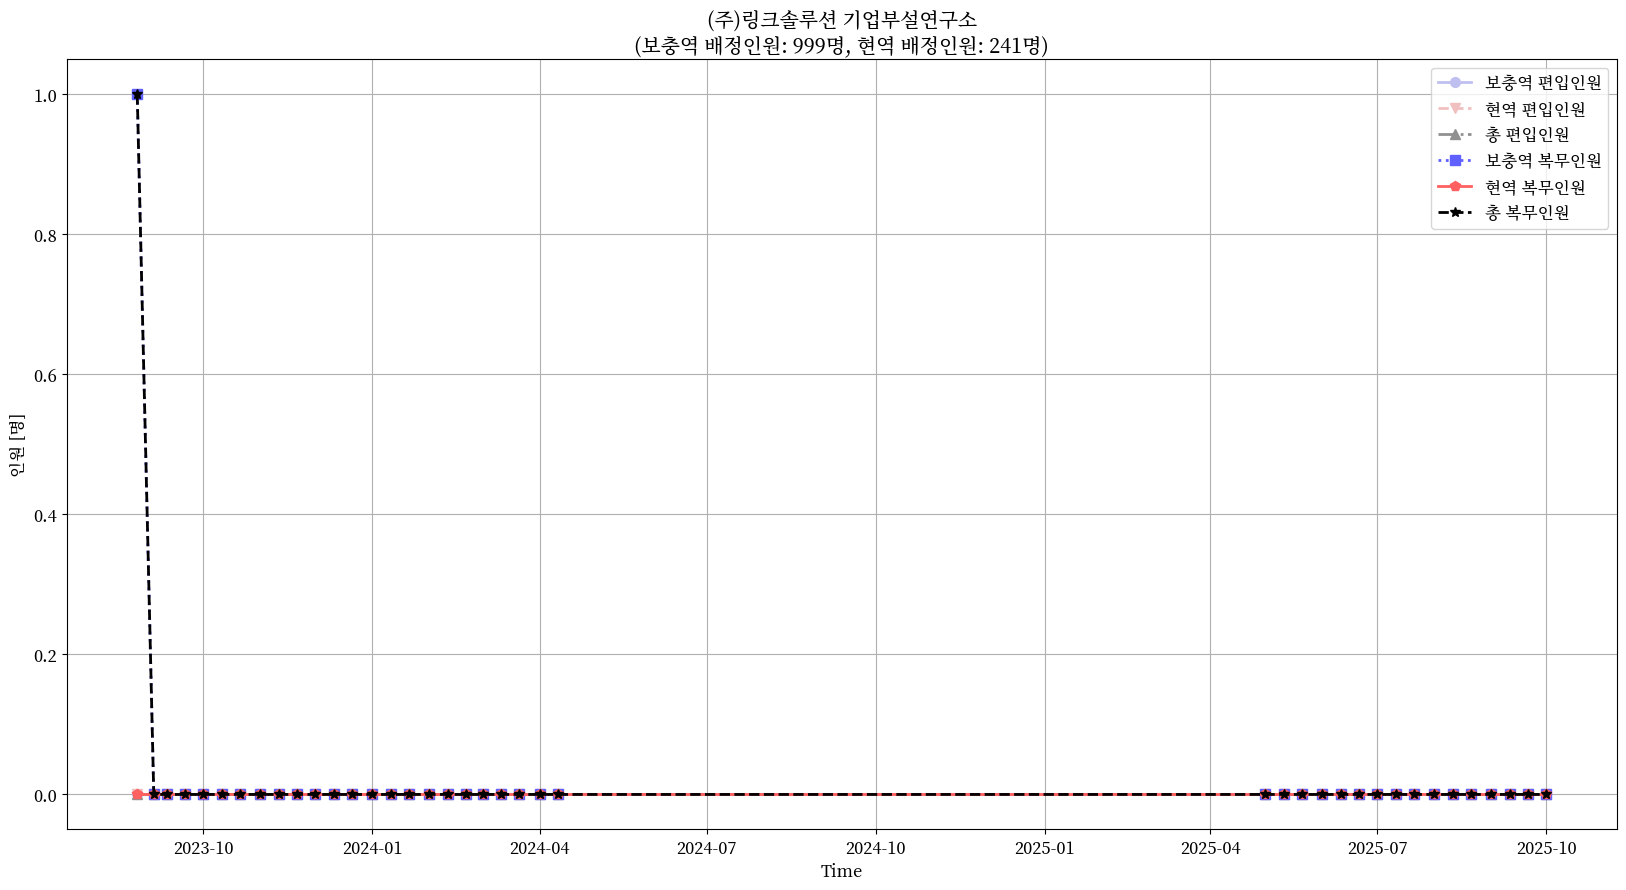 (주)링크솔루션 기업부설연구소
(보충역 배정인원: 999명, 현역 배정인원: 241명)
보충역 편입인원
현역 편입인원
총 편입인원
보충역 복무인원
현역 복무인원
총 복무인원
1.0
0.8
0.6
0.4
0.2
0.0
인원 [명]
2023-10
2024-01
2024-04
2024-07
2024-10
2025-01
2025-04
2025-07
2025-10
Time